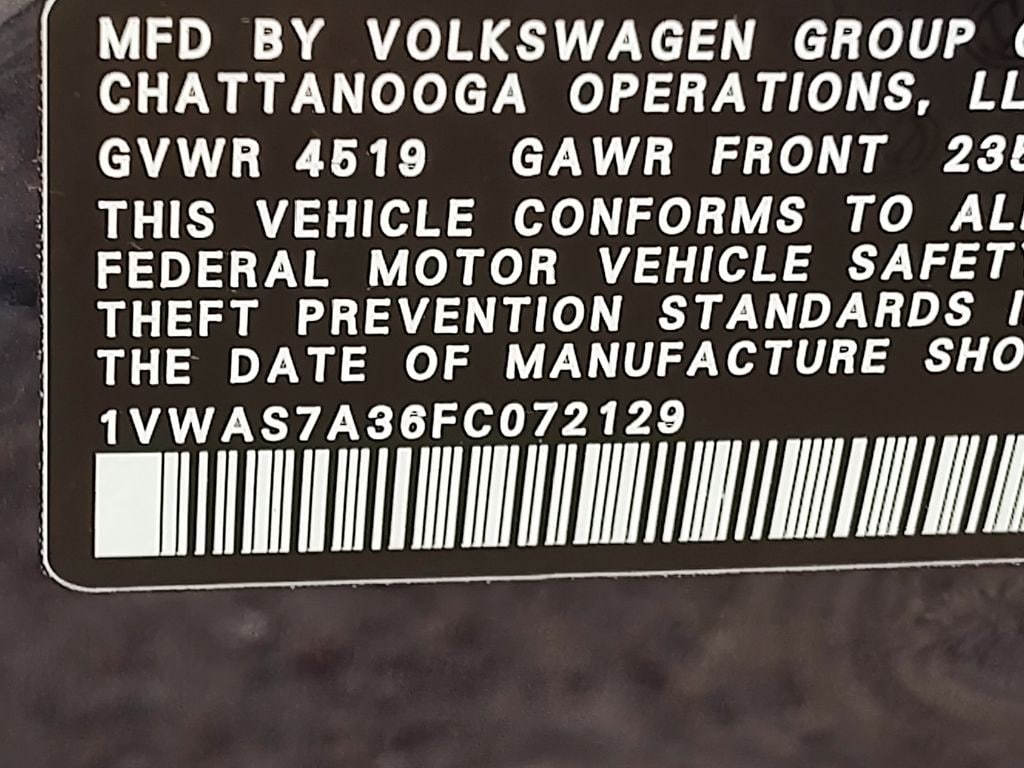 MFD BY VOLKSWAGEN GROUP
CHATTANOOGA OPERATIONS,
GVWR 4519 GAWR FRONT
THIS VEHICLE CONFORMS TO
FEDERAL MOTOR VEHICLE
THEFT PREVENTION STANDARDS
THE DATE OF MANUFACTURE
1VWAS7A36FC072129